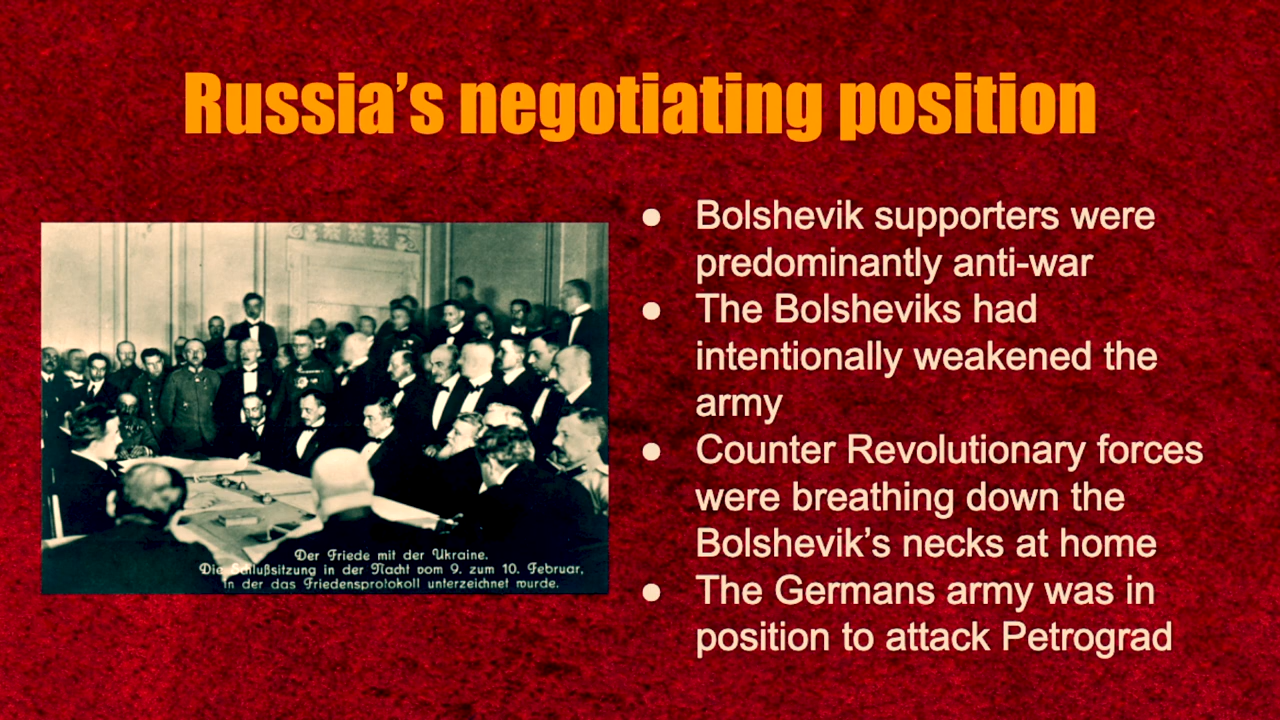 Russia's negotiating position
● Bolshevik supporters were
predominantly anti-war
● The Bolsheviks had
intentionally weakened the
army
● Counter Revolutionary forces
were breathing down the
Bolshevik's necks at home
● The Germans army was in
position to attack Petrograd
Der Friede mit der Ukraine.
Die Schlußsitzung in der Nacht vom 9. zum 10. Februar,
in der das Friedensprotokoll unterzeichnet wurde.